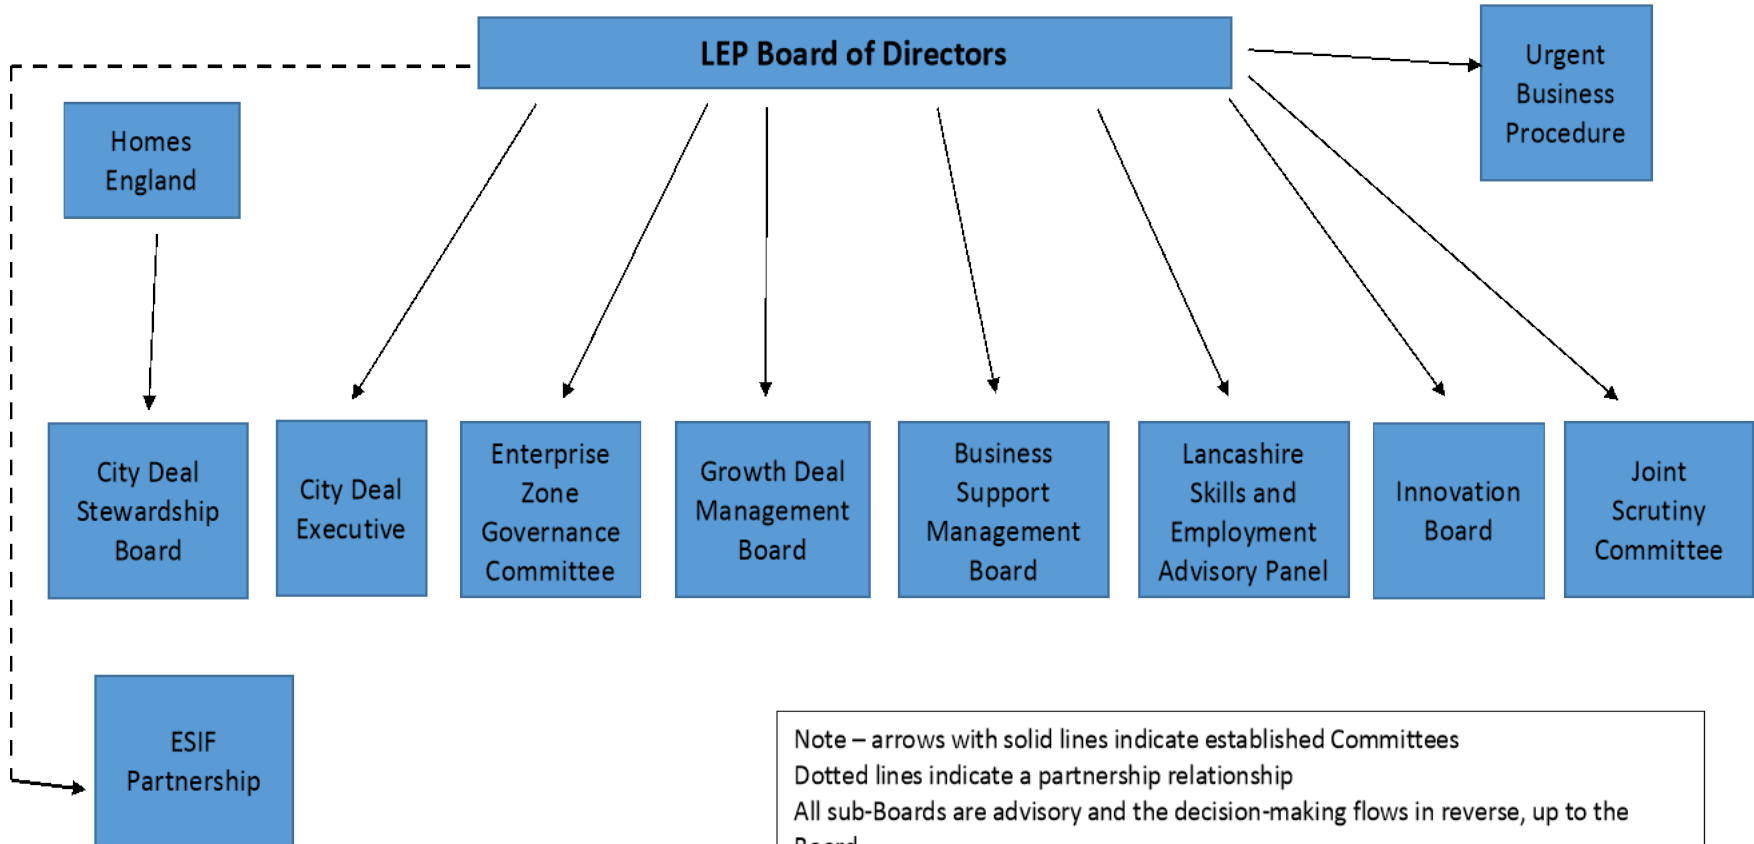 LEP Board of Directors
Urgent
Business
Procedure
Homes
England
City Deal
Stewardship
Board
City Deal
Executive
Enterprise
Zone
Governance
Committee
Growth Deal
Management
Board
Business
Support
Management
Board
Lancashire
Skills and
Employment
Advisory Panel
Innovation
Board
Joint
Scrutiny
Committee
ESIF
Partnership
Note – arrows with solid lines indicate established Committees
Dotted lines indicate a partnership relationship
All sub-Boards are advisory and the decision-making flows in reverse, up to the
Board